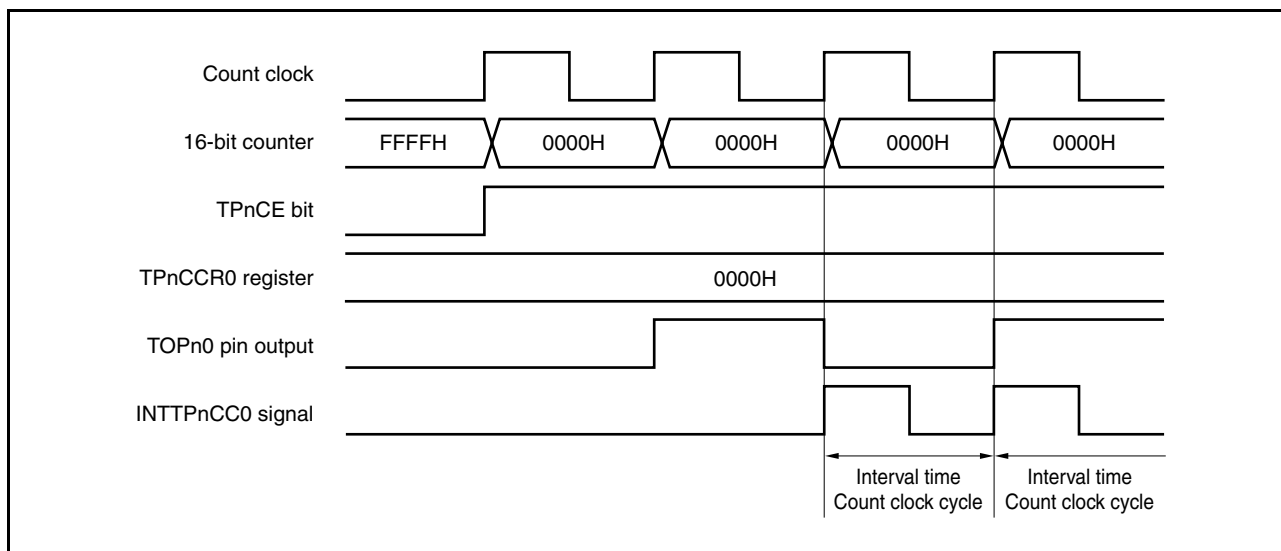 Count clock
16-bit counter
FFFFH
0000H
0000H
0000H
0000H
TPnCE bit
TPnCCR0 register
0000H
TOPn0 pin output
INTTPnCC0 signal
Interval time
Count clock cycle
Interval time
Count clock cycle